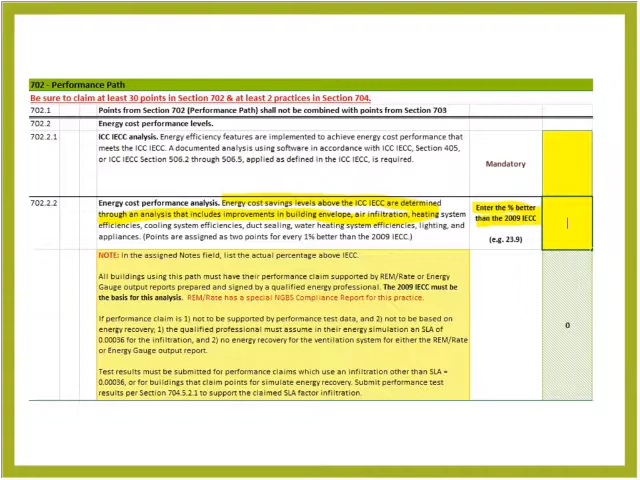 702 - Performance Path
Be sure to claim at least 30 points in Section 702 & at least 2 practices in Section 704.
702.1 Points from Section 702 (Performance Path) shall not be combined with points from Section 703
702.2 Energy cost performance levels.
702.2.1 ICC IECC analysis. Energy efficiency features are implemented to achieve energy cost performance that
meets the ICC IECC. A documented analysis using software in accordance with ICC IECC, Section 405,
or ICC IECC Section 506.2 through 506.5, applied as defined in the ICC IECC, is required.
Mandatory
702.2.2 Energy cost performance analysis. Energy cost savings levels above the ICC IECC are determined
through an analysis that includes improvements in building envelope, air infiltration, heating system
efficiencies, cooling system efficiencies, duct sealing, water heating system efficiencies, lighting, and
appliances. (Points are assigned as two points for every 1% better than the 2009 IECC.)
Enter the % better
than the 2009 IECC
(e.g. 23.9)
NOTE: In the assigned Notes field, list the actual percentage above IECC.
All buildings using this path must have their performance claim supported by REM/Rate or Energy
Gauge output reports prepared and signed by a qualified energy professional. The 2009 IECC must be
the basis for this analysis. REM/Rate has a special NGBS Compliance Report for this practice.
If performance claim is 1) not to be supported by performance test data, and 2) not to be based on
energy recovery; 1) the qualified professional must assume in their energy simulation an SLA of
0.00036 for the infiltration, and 2) no energy recovery for the ventilation system for either the REM/Rate
or Energy Gauge output report.
Test results must be submitted for performance claims which use an infiltration other than SLA =
0.00036, or for buildings that claim points for simulate energy recovery. Submit performance test
results per Section 704.5.2.1 to support the claimed SLA factor infiltration.
0